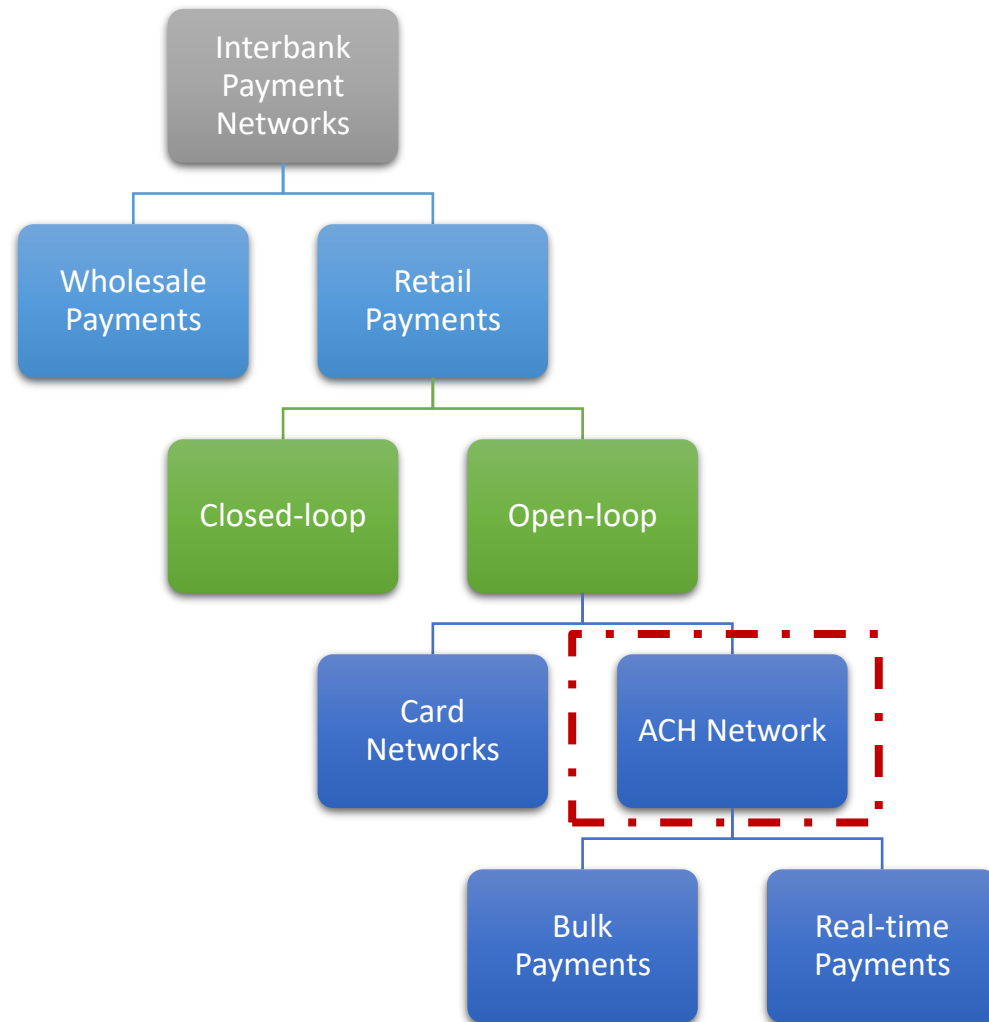 Interbank
Payment
Networks
Wholesale
Payments
Retail
Payments
Closed-loop
Open-loop
Card
Networks
ACH Network
Bulk
Payments
Real-time
Payments